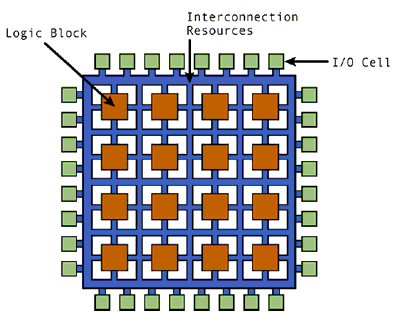 Interconnection
Resources
Logic Block
I/O Cell